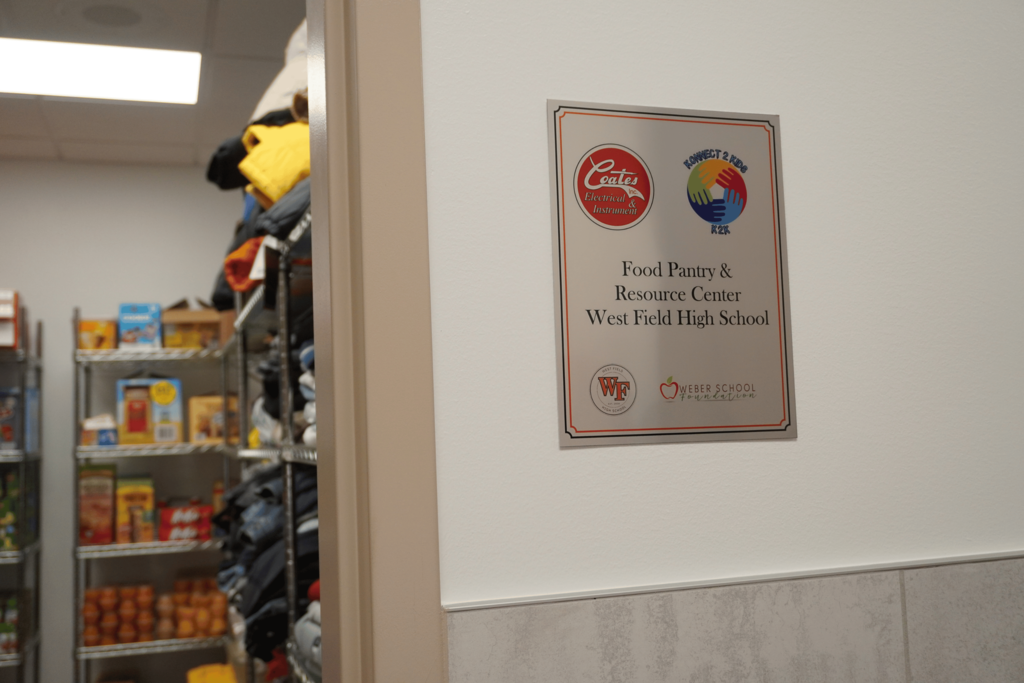 Coates
INC
Electrical
&
Instrument
KONNECT 2 KIDS
K2K
Food Pantry &
Resource Center
West Field High School
WF
WEBER SCHOOL
Foundation